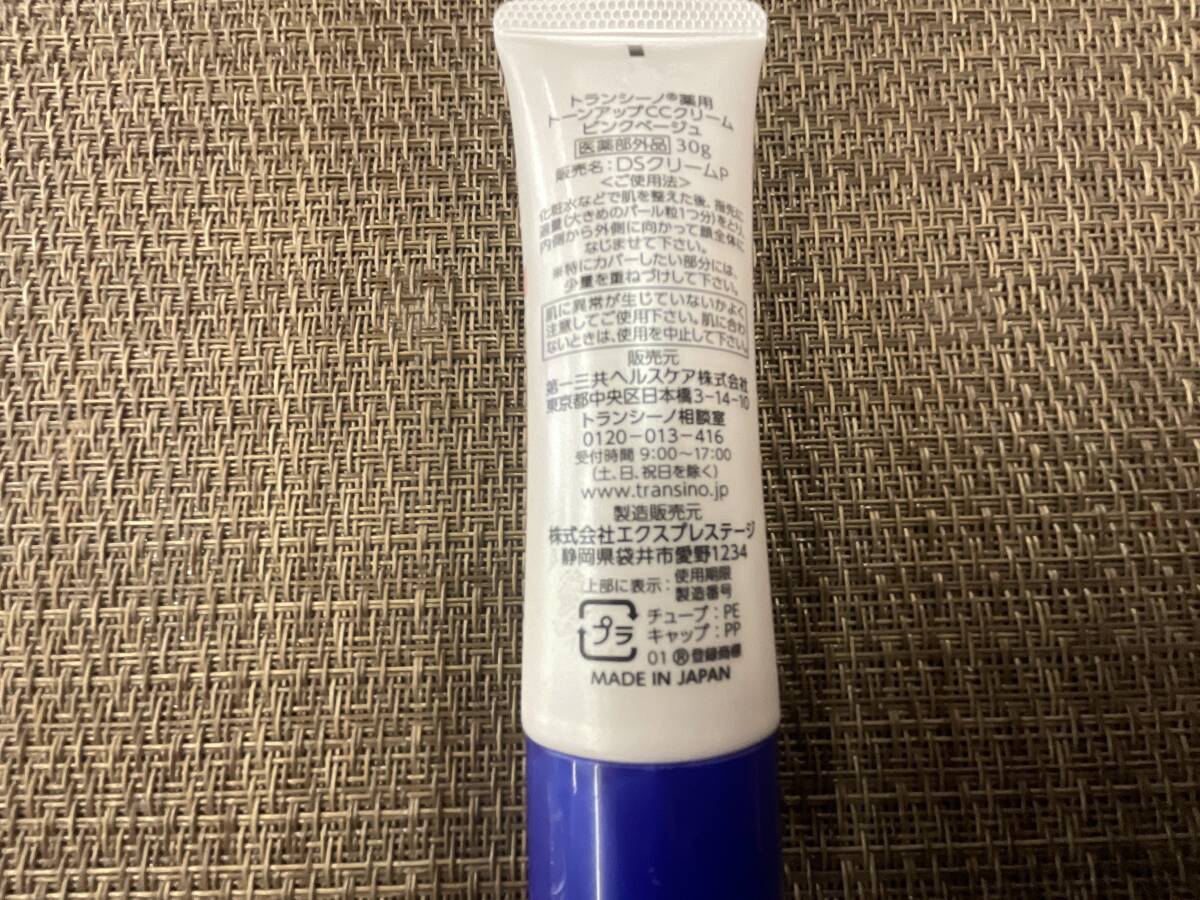 トランシーノ®薬用
トーンアップCCクリーム
ピンクベージュ
医薬部外品 30g
販売名：DSクリームP
＜ご使用法＞
化粧水などで肌を整えた後、指先に
適量(大きめのパール粒1つ分)をとり、
内側から外側に向かって顔全体に
なじませて下さい。
※特にカバーしたい部分には、
少量を重ねづけして下さい。
肌に異常が生じていないかよく
注意してご使用下さい。肌に合わ
ないときは、使用を中止して下さい。
販売元
第一三共ヘルスケア株式会社
東京都中央区日本橋3-14-10
トランシーノ相談室
0120-013-416
受付時間 9:00～17:00
(土、日、祝日を除く)
www.transino.jp
製造販売元
株式会社エクスプレステージ
静岡県袋井市愛野1234
上部に表示：使用期限
製造番号
プラ
チューブ：PE
キャップ：PP
01 ®登録商標
MADE IN JAPAN